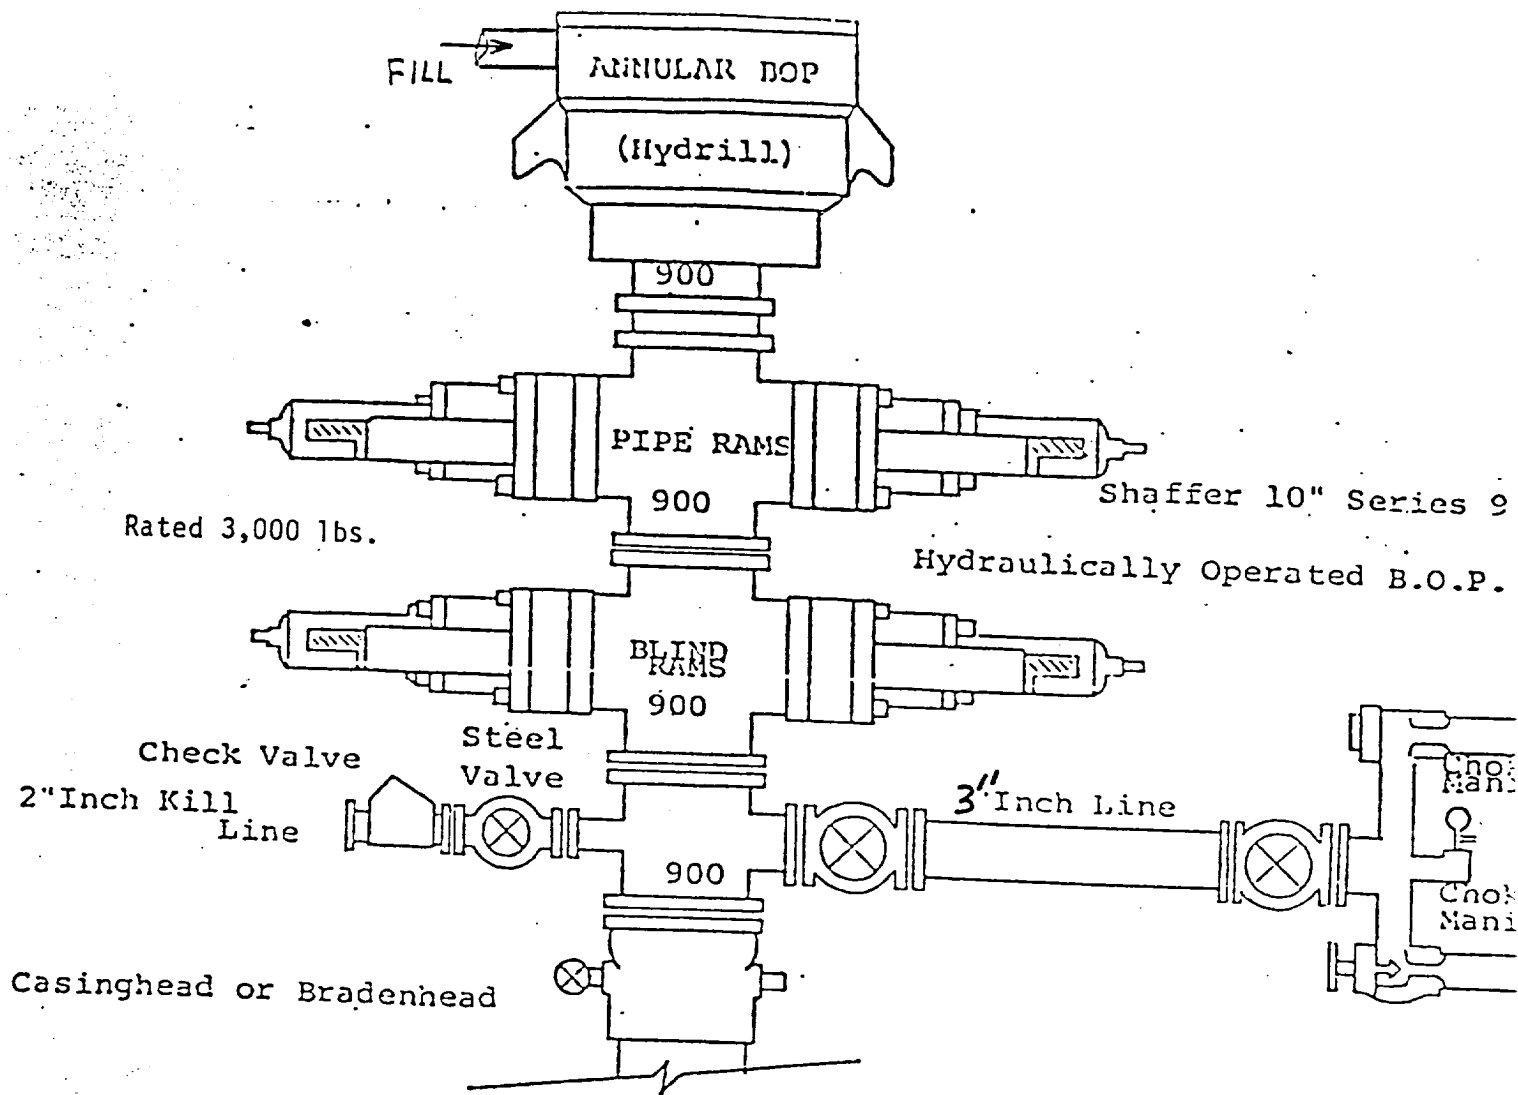 FILL
ANNULAR BOP
(Hydrill)
900
PIPE RAMS
900
Shaffer 10" Series 9
Rated 3,000 lbs.
Hydraulically Operated B.O.P.
BLIND
RAMS
900
Check Valve
Steel
Valve
2"Inch Kill
Line
3"Inch Line
900
Casinghead or Bradenhead